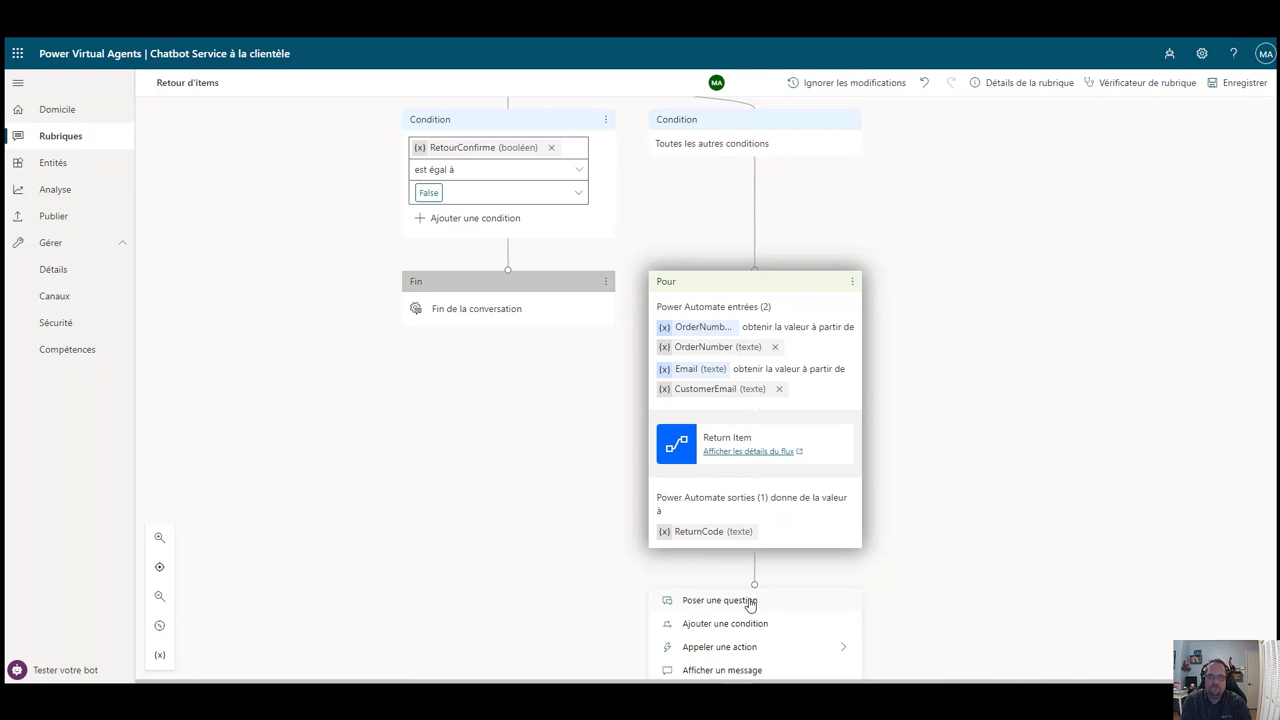 Power Virtual Agents | Chatbot Service à la clientèle
?
MA
Retour d'items
MA
Ignorer les modifications
Détails de la rubrique
Vérificateur de rubrique
Enregistrer
Domicile
Rubriques
Entités
Analyse
Publier
Gérer
Détails
Canaux
Sécurité
Compétences
Condition
{x} RetourConfirme (booléen)
est égal à
False
Ajouter une condition
Fin
Fin de la conversation
Condition
Toutes les autres conditions
Pour
Power Automate entrées (2)
{x} OrderNumb... obtenir la valeur à partir de
{x} OrderNumber (texte)
{x} Email (texte) obtenir la valeur à partir de
{x} CustomerEmail (texte)
Return Item
Afficher les détails du flux
Power Automate sorties (1) donne de la valeur
à
{x} ReturnCode (texte)
Poser une question
Ajouter une condition
Appeler une action
Afficher un message
{x}
Tester votre bot